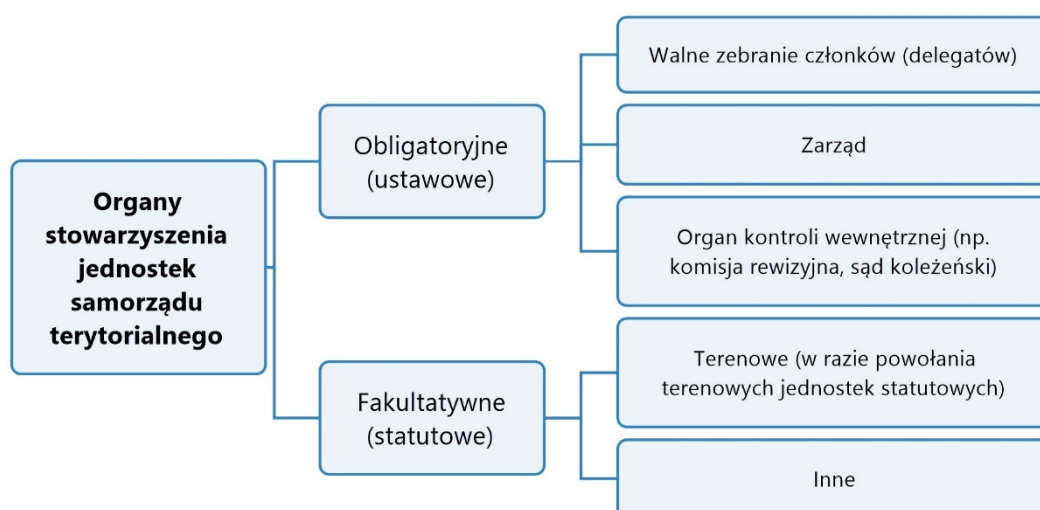 Organy
stowarzyszenia
jednostek
samorządu
terytorialnego
Obligatoryjne
(ustawowe)
Walne zebranie członków (delegatów)
Zarząd
Organ kontroli wewnętrznej (np.
komisja rewizyjna, sąd koleżeński)
Fakultatywne
(statutowe)
Terenowe (w razie powołania
terenowych jednostek statutowych)
Inne